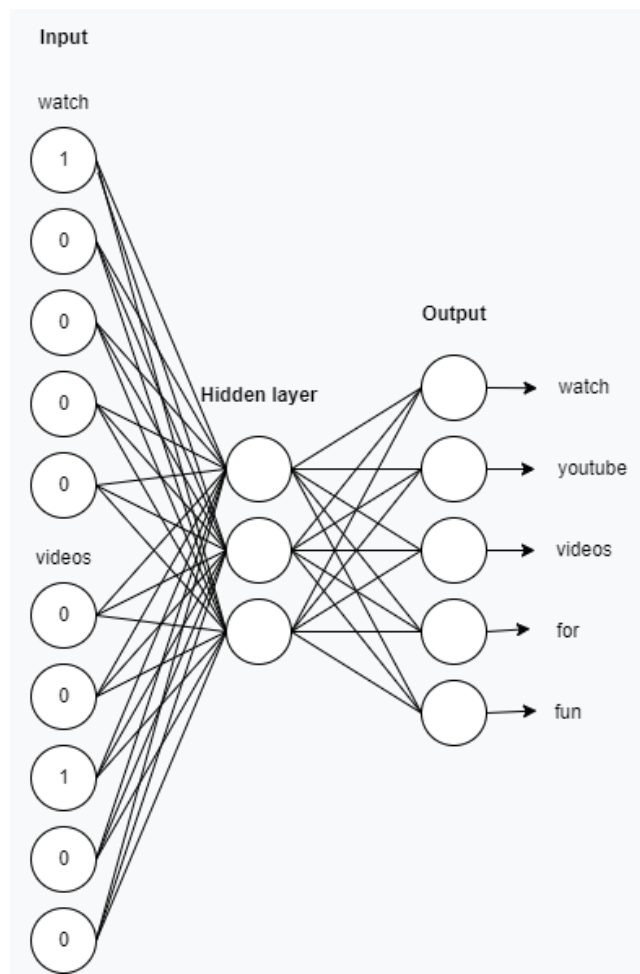 Input
watch
1
0
0
0
0
videos
0
0
1
0
0
Hidden layer
Output
watch
youtube
videos
for
fun